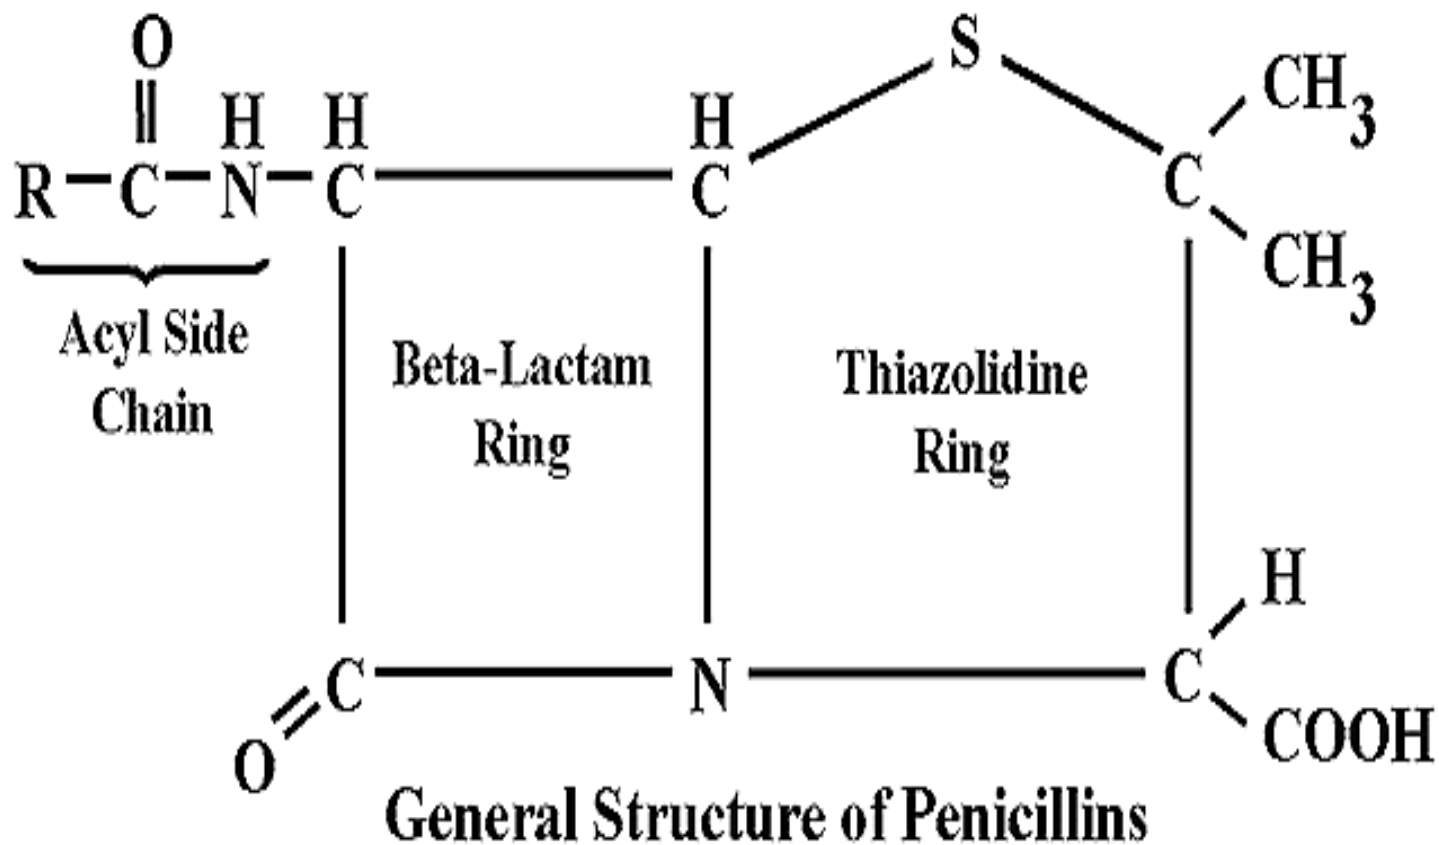 O
S
CH3
H H H
R C N C C C
CH3
Acyl Side
Chain
Beta-Lactam
Ring
Thiazolidine
Ring
H
C N C
O
COOH
General Structure of Penicillins